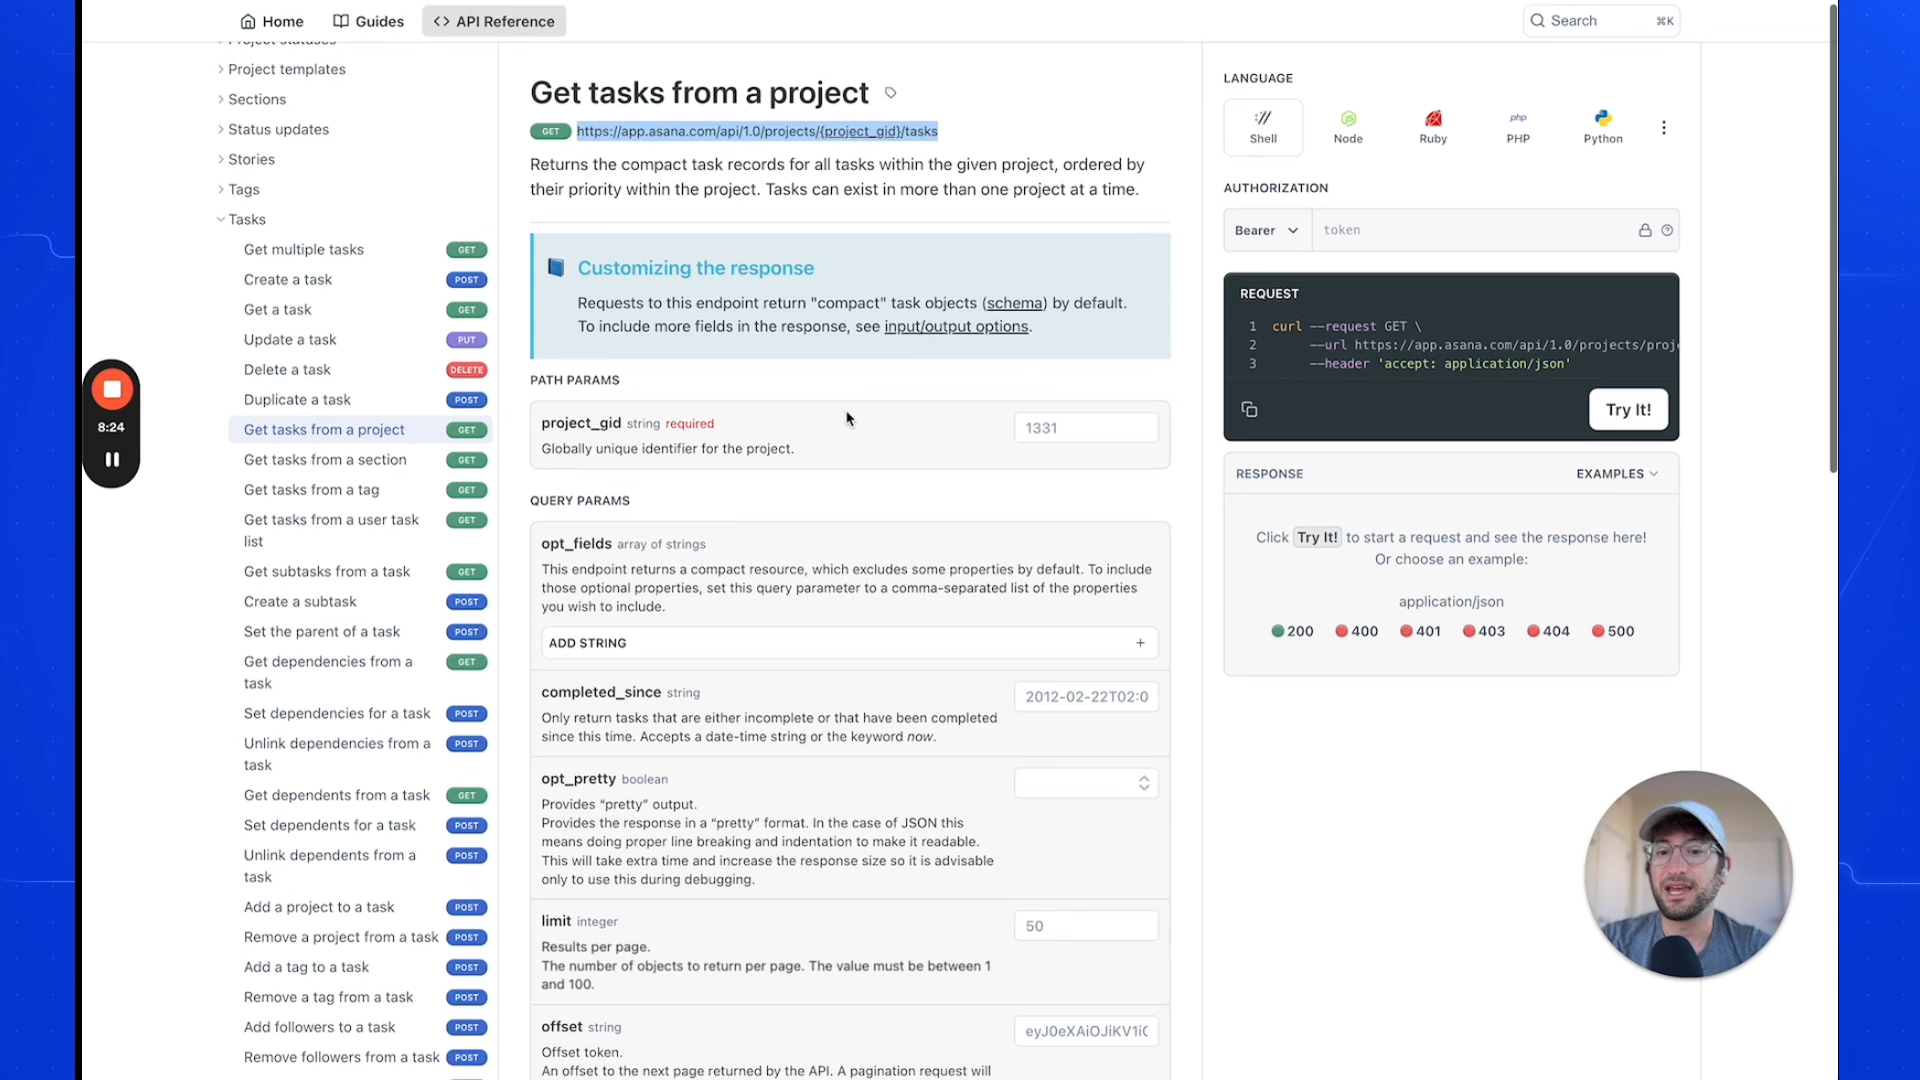 Home
Guides
<> API Reference
Search
⌘K
Project statuses
Project templates
Sections
Status updates
Stories
Tags
Tasks
Get multiple tasks GET
Create a task POST
Get a task GET
Update a task PUT
Delete a task DELETE
Duplicate a task POST
Get tasks from a project GET
Get tasks from a section GET
Get tasks from a tag GET
Get tasks from a user task GET
list
Get subtasks from a task GET
Create a subtask POST
Set the parent of a task POST
Get dependencies from a GET
task
Set dependencies for a task POST
Unlink dependencies from a POST
task
Get dependents from a task GET
Set dependents for a task POST
Unlink dependents from a POST
task
Add a project to a task POST
Remove a project from a task POST
Add a tag to a task POST
Remove a tag from a task POST
Add followers to a task POST
Remove followers from a task POST
8:24
Get tasks from a project
GET https://app.asana.com/api/1.0/projects/{project_gid}/tasks
Returns the compact task records for all tasks within the given project, ordered by
their priority within the project. Tasks can exist in more than one project at a time.
Customizing the response
Requests to this endpoint return "compact" task objects (schema) by default.
To include more fields in the response, see input/output options.
PATH PARAMS
project_gid string required
1331
Globally unique identifier for the project.
QUERY PARAMS
opt_fields array of strings
This endpoint returns a compact resource, which excludes some properties by default. To include
those optional properties, set this query parameter to a comma-separated list of the properties
you wish to include.
ADD STRING +
completed_since string
2012-02-22T02:0
Only return tasks that are either incomplete or that have been completed
since this time. Accepts a date-time string or the keyword now.
opt_pretty boolean
Provides “pretty” output.
Provides the response in a “pretty” format. In the case of JSON this
means doing proper line breaking and indentation to make it readable.
This will take extra time and increase the response size so it is advisable
only to use this during debugging.
limit integer
50
Results per page.
The number of objects to return per page. The value must be between 1
and 100.
offset string
eyJ0eXAiOJiKV1iC
Offset token.
An offset to the next page returned by the API. A pagination request will
LANGUAGE
Shell
Node
Ruby
php
PHP
Python
AUTHORIZATION
Bearer
token
REQUEST
1 curl --request GET \
2 --url https://app.asana.com/api/1.0/projects/proj
3 --header 'accept: application/json'
Try It!
RESPONSE
EXAMPLES
Click Try It! to start a request and see the response here!
Or choose an example:
application/json
200 400 401 403 404 500